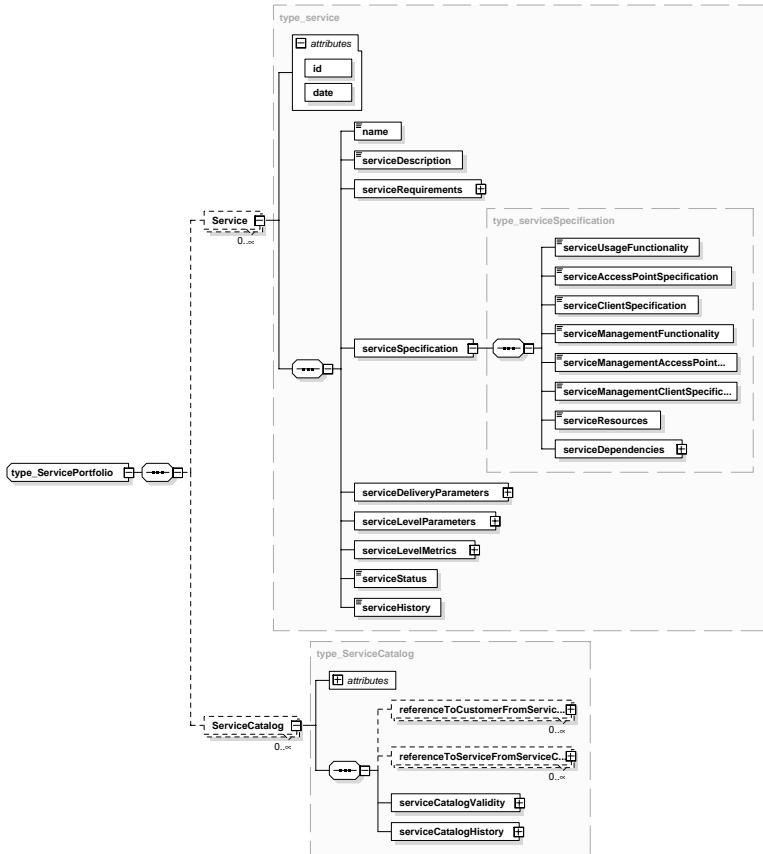 type_service
attributes
id
date
name
serviceDescription
serviceRequirements
type_serviceSpecification
serviceUsageFunctionality
serviceAccessPointSpecification
serviceClientSpecification
serviceManagementFunctionality
serviceManagementAccessPoint...
serviceManagementClientSpecific...
serviceResources
serviceDependencies
Service
0..∞
serviceSpecification
type_ServicePortfolio
serviceDeliveryParameters
serviceLevelParameters
serviceLevelMetrics
serviceStatus
serviceHistory
type_ServiceCatalog
attributes
ServiceCatalog
0..∞
referenceToCustomerFromServic...
0..∞
referenceToServiceFromServiceC...
0..∞
serviceCatalogValidity
serviceCatalogHistory